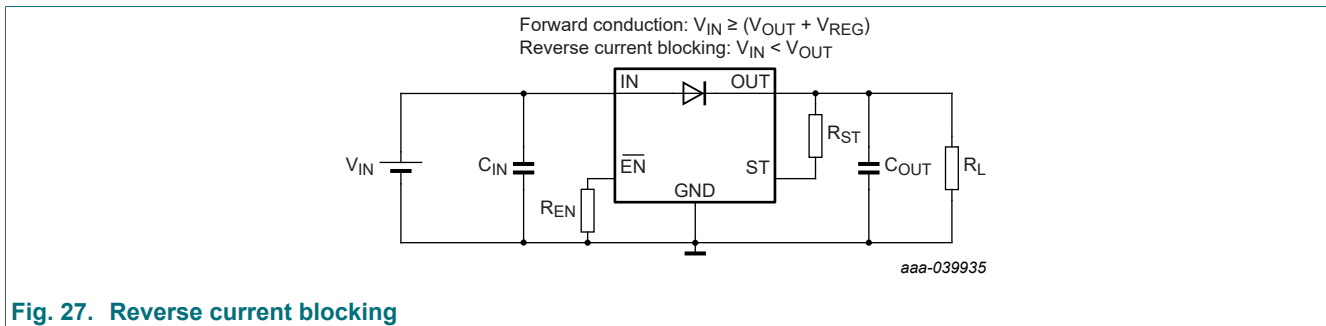 Forward conduction: VIN ≥ (VOUT + VREG)
Reverse current blocking: VIN < VOUT
IN
OUT
RST
VIN
CIN
EN
ST
COUT
RL
REN
GND
aaa-039935
Fig. 27. Reverse current blocking